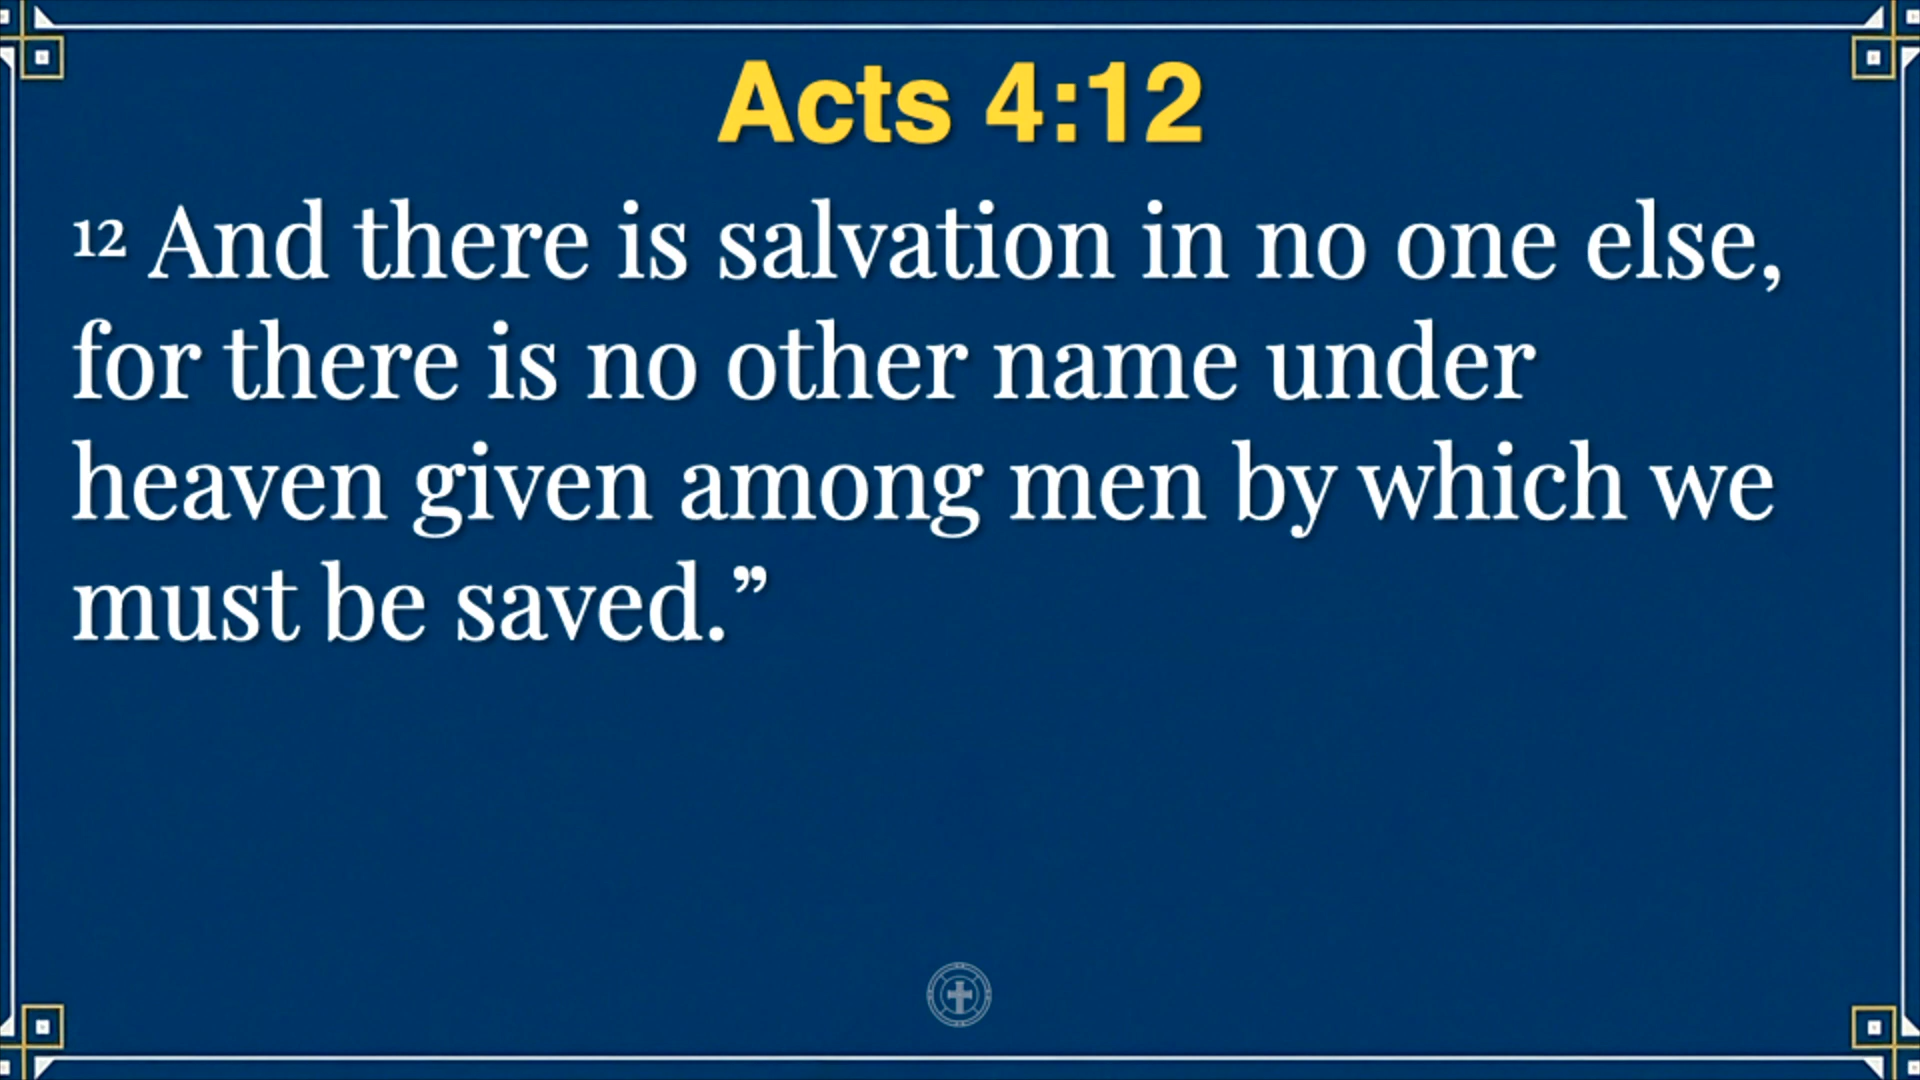 Acts 4:12
¹² And there is salvation in no one else,
for there is no other name under
heaven given among men by which we
must be saved.”